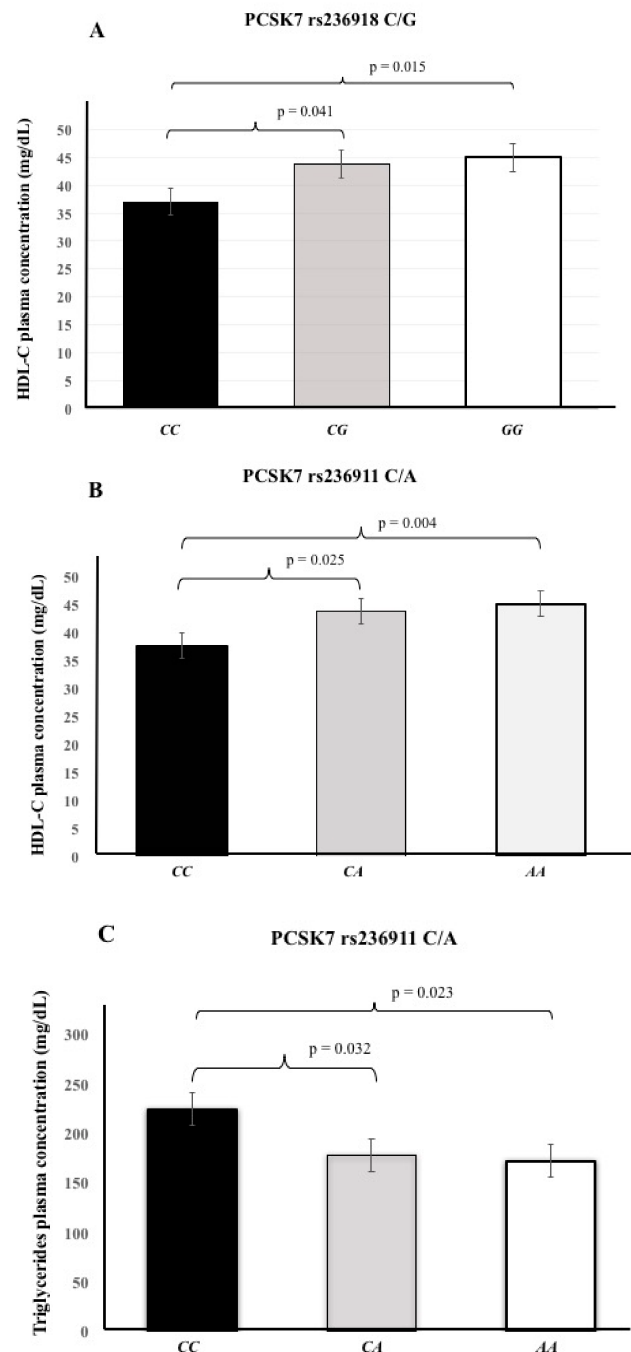 A
PCSK7 rs236918 C/G
p = 0.015
p = 0.041
HDL-C plasma concentration (mg/dL)
50
45
40
35
30
25
20
15
10
5
0
CC
CG
GG
B
PCSK7 rs236911 C/A
p = 0.004
p = 0.025
HDL-C plasma concentration (mg/dL)
50
45
40
35
30
25
20
15
10
5
0
CC
CA
AA
C
PCSK7 rs236911 C/A
p = 0.023
p = 0.032
Triglycerides plasma concentration (mg/dL)
300
250
200
150
100
50
0
CC
CA
AA